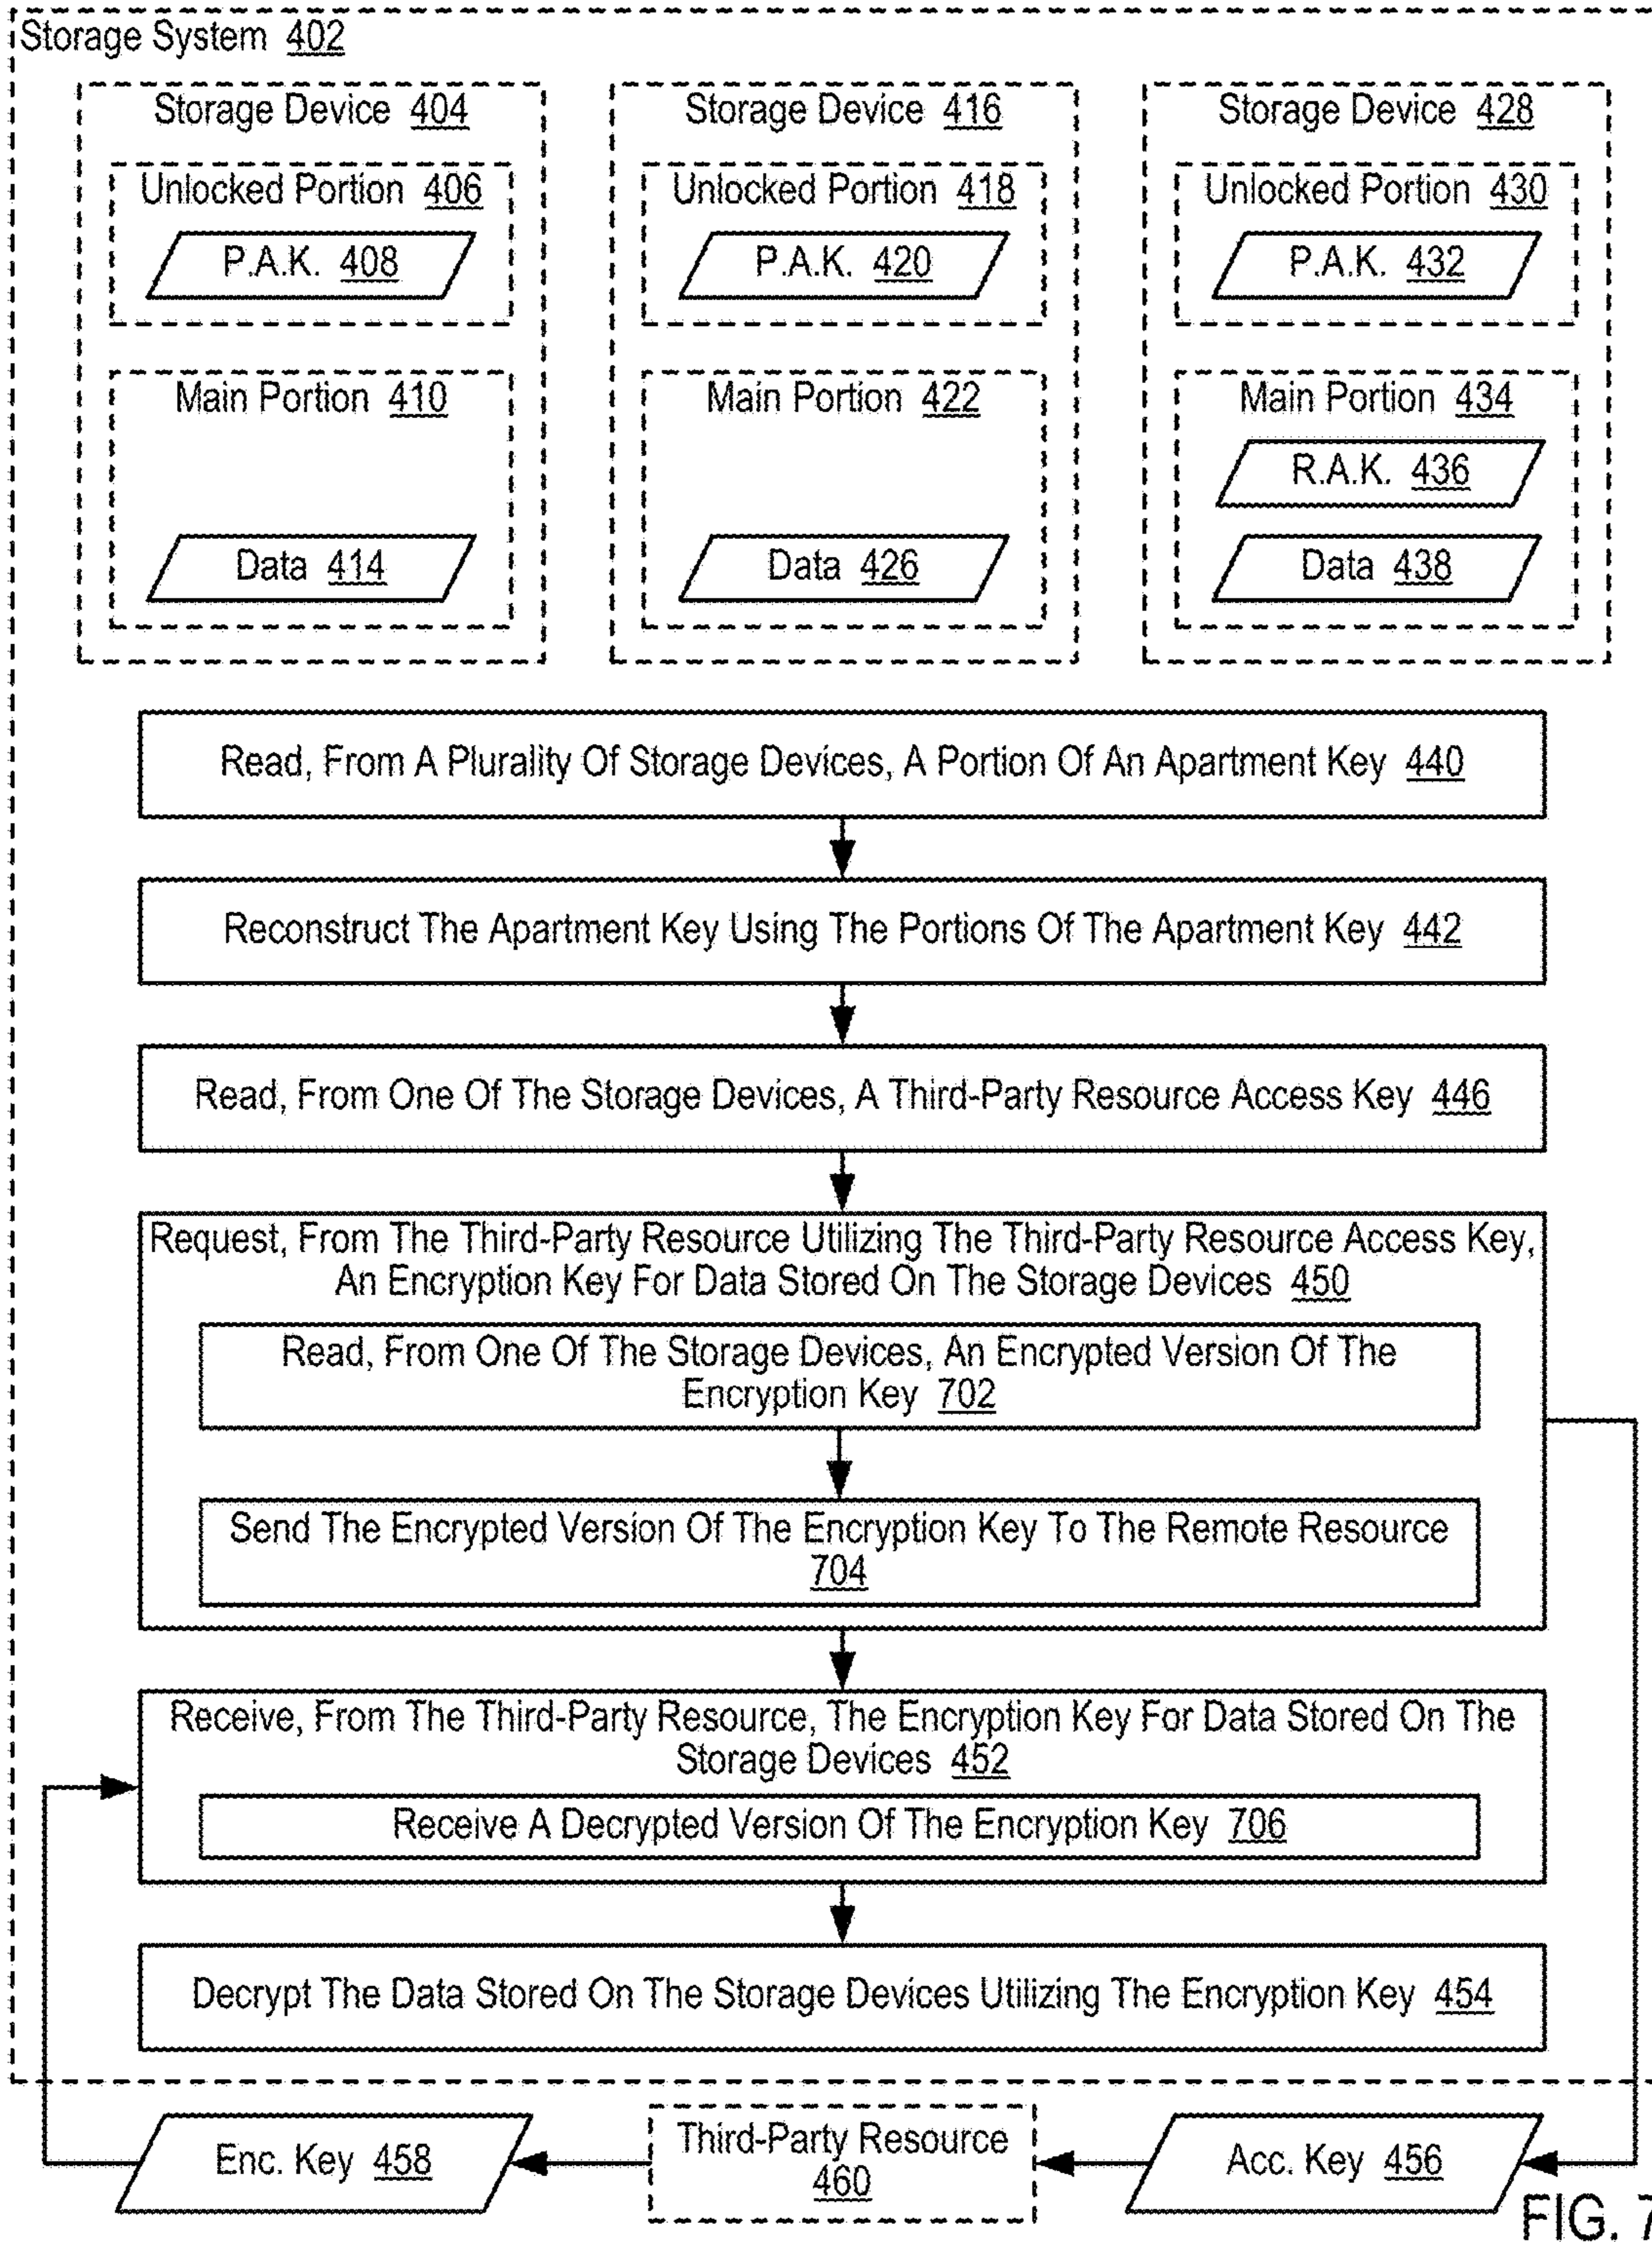 Storage System 402
Storage Device 404
Unlocked Portion 406
P.A.K. 408
Main Portion 410
Data 414
Storage Device 416
Unlocked Portion 418
P.A.K. 420
Main Portion 422
Data 426
Storage Device 428
Unlocked Portion 430
P.A.K. 432
Main Portion 434
R.A.K. 436
Data 438
Read, From A Plurality Of Storage Devices, A Portion Of An Apartment Key 440
Reconstruct The Apartment Key Using The Portions Of The Apartment Key 442
Read, From One Of The Storage Devices, A Third-Party Resource Access Key 446
Request, From The Third-Party Resource Utilizing The Third-Party Resource Access Key,
An Encryption Key For Data Stored On The Storage Devices 450
Read, From One Of The Storage Devices, An Encrypted Version Of The
Encryption Key 702
Send The Encrypted Version Of The Encryption Key To The Remote Resource
704
Receive, From The Third-Party Resource, The Encryption Key For Data Stored On The
Storage Devices 452
Receive A Decrypted Version Of The Encryption Key 706
Decrypt The Data Stored On The Storage Devices Utilizing The Encryption Key 454
Enc. Key 458
Third-Party Resource
460
Acc. Key 456
FIG. 7